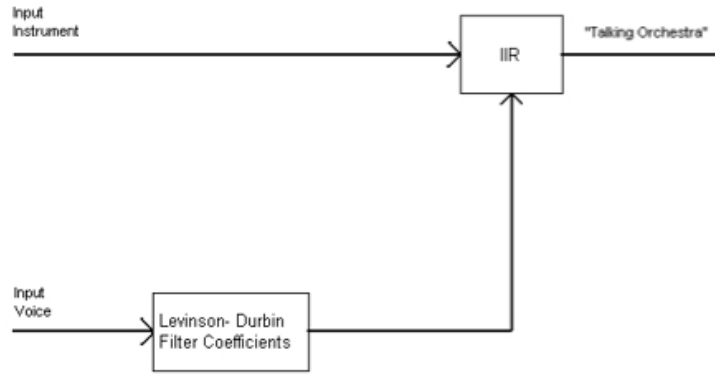 Input
Instrument
IIR
"Talking Orchestra"
Input
Voice
Levinson- Durbin
Filter Coefficients